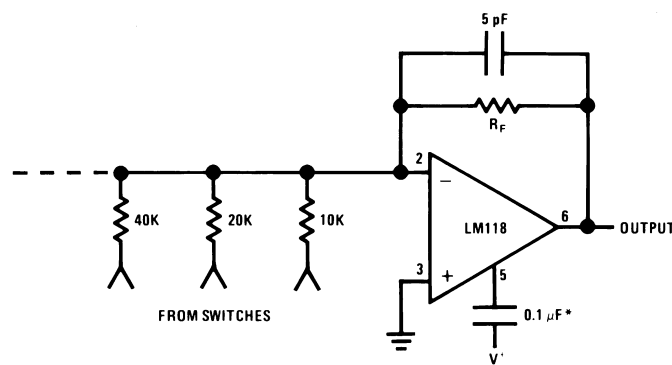 5 pF
R_F
2
−
40K
20K
10K
LM118
6
OUTPUT
3
+
5
FROM SWITCHES
0.1 μF*
V+